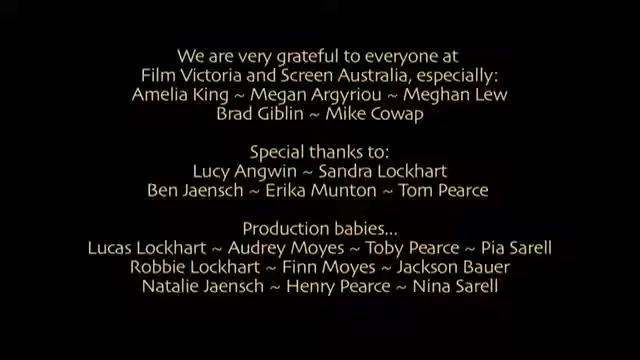 We are very grateful to everyone at
Film Victoria and Screen Australia, especially:
Amelia King ~ Megan Argyriou ~ Meghan Lew
Brad Giblin ~ Mike Cowap
Special thanks to:
Lucy Angwin ~ Sandra Lockhart
Ben Jaensch ~ Erika Munton ~ Tom Pearce
Production babies...
Lucas Lockhart ~ Audrey Moyes ~ Toby Pearce ~ Pia Sarell
Robbie Lockhart ~ Finn Moyes ~ Jackson Bauer
Natalie Jaensch ~ Henry Pearce ~ Nina Sarell